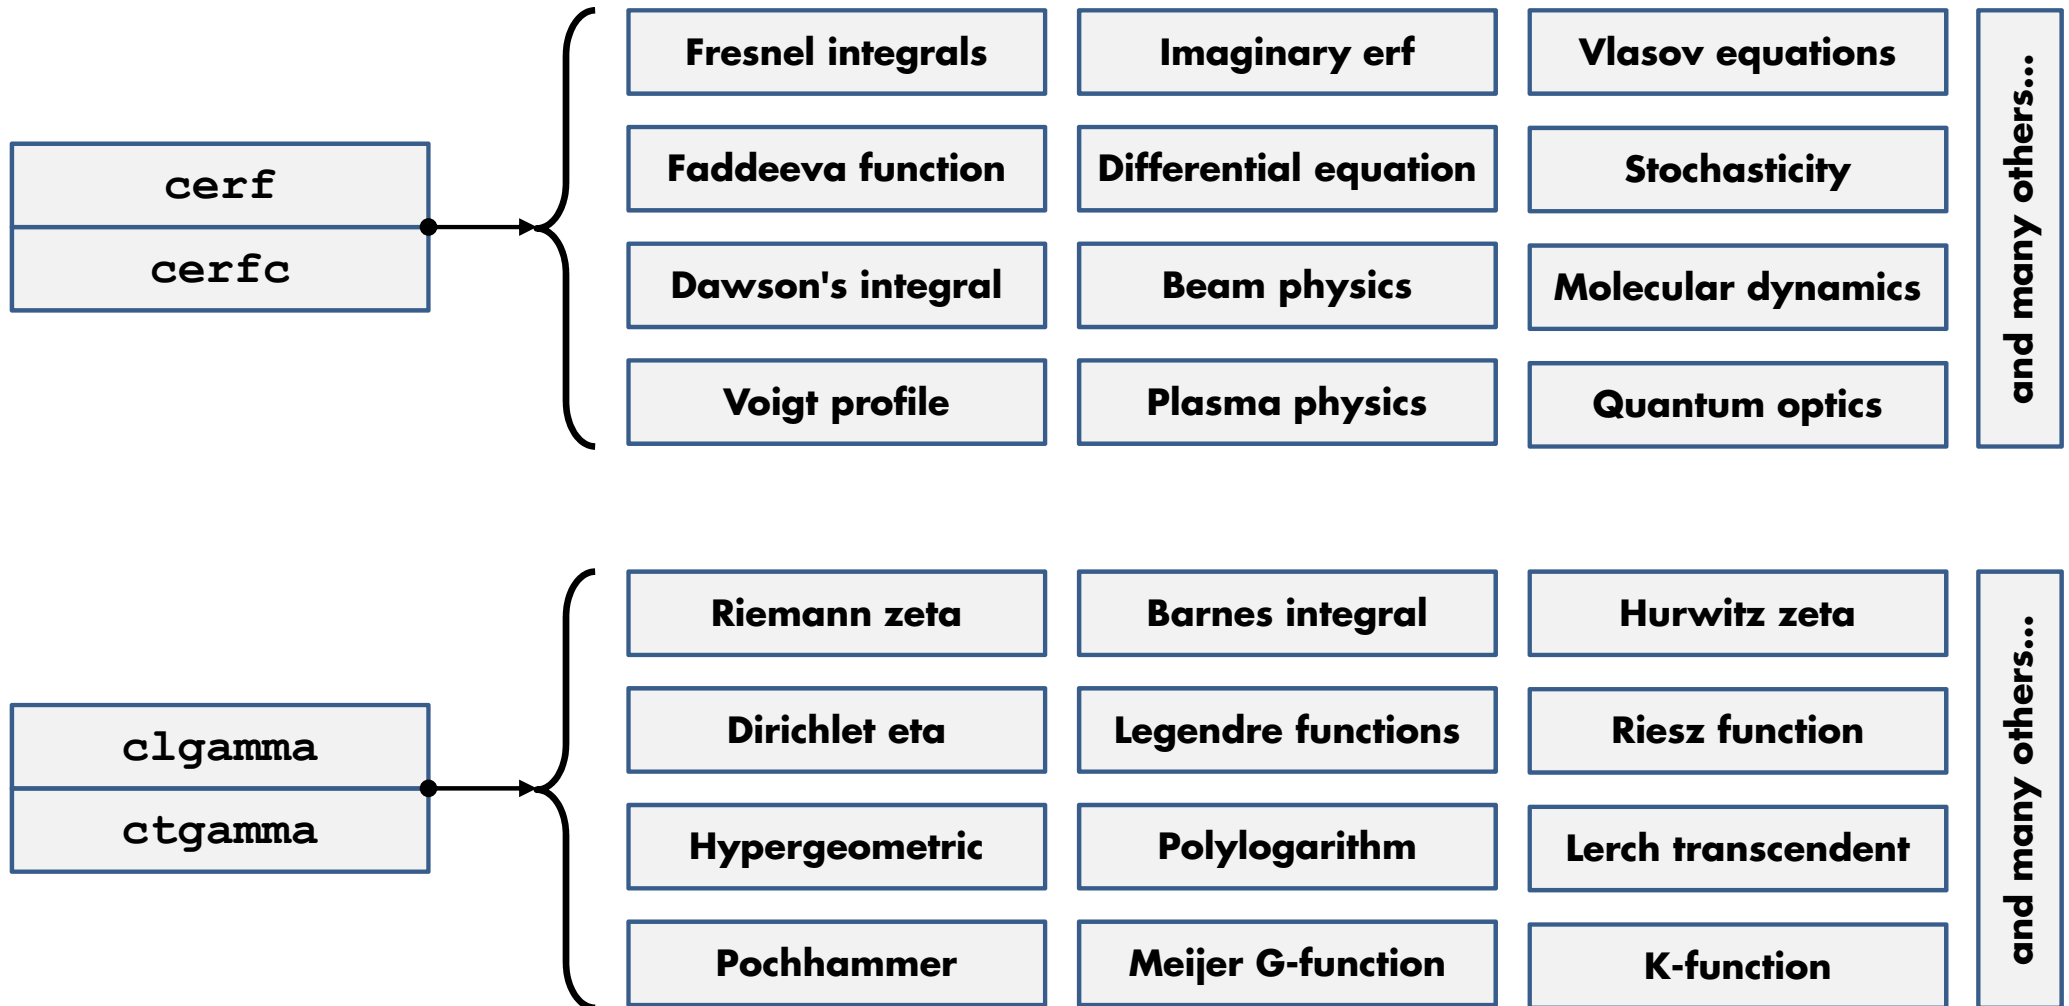 cerf
cerfc
Fresnel integrals
Imaginary erf
Vlasov equations
Faddeeva function
Differential equation
Stochasticity
Dawson's integral
Beam physics
Molecular dynamics
Voigt profile
Plasma physics
Quantum optics
and many others...
clgamma
ctgamma
Riemann zeta
Barnes integral
Hurwitz zeta
Dirichlet eta
Legendre functions
Riesz function
Hypergeometric
Polylogarithm
Lerch transcendent
Pochhammer
Meijer G-function
K-function
and many others...